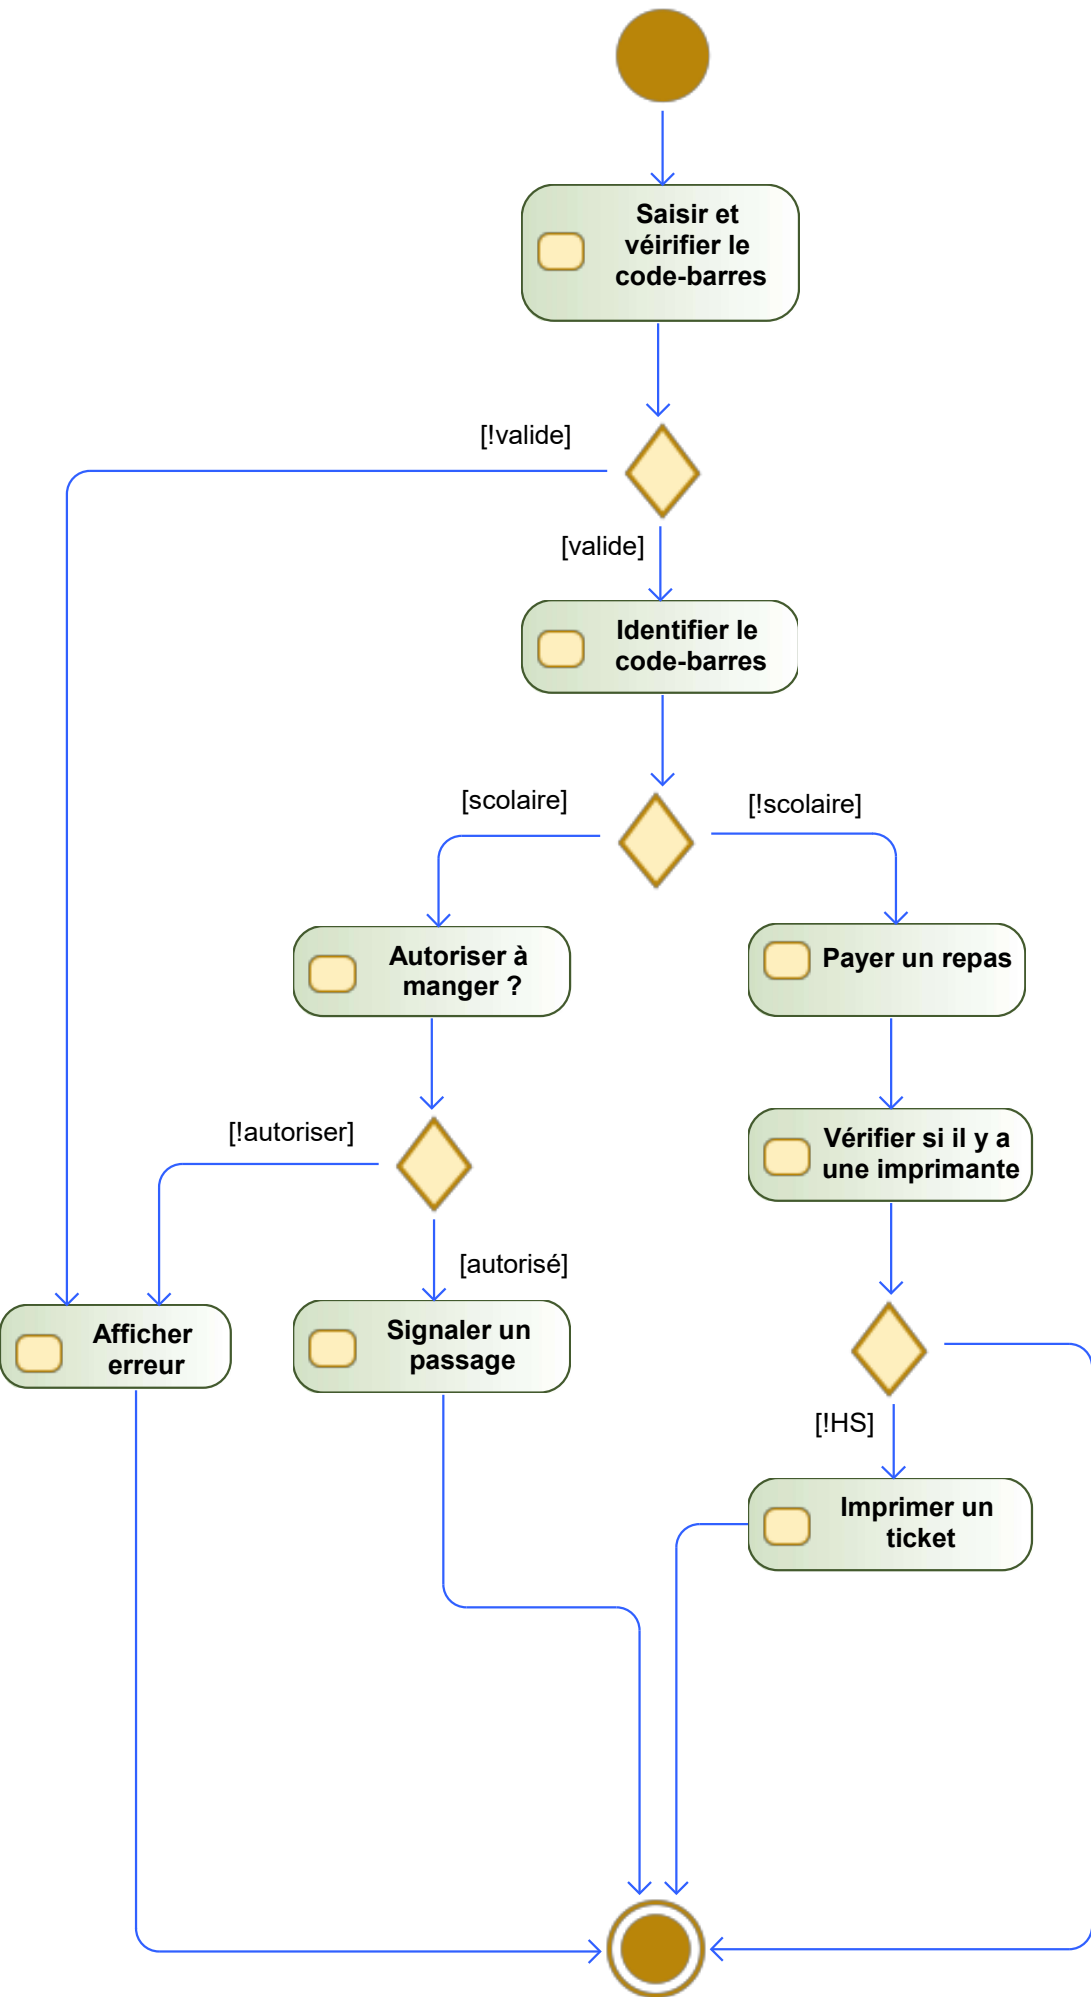 Saisir et
véirifier le
code-barres
[!valide]
[valide]
Identifier le
code-barres
[scolaire]
[!scolaire]
Autoriser à
manger ?
Payer un repas
[!autoriser]
Vérifier si il y a
une imprimante
[autorisé]
Afficher
erreur
Signaler un
passage
[!HS]
Imprimer un
ticket